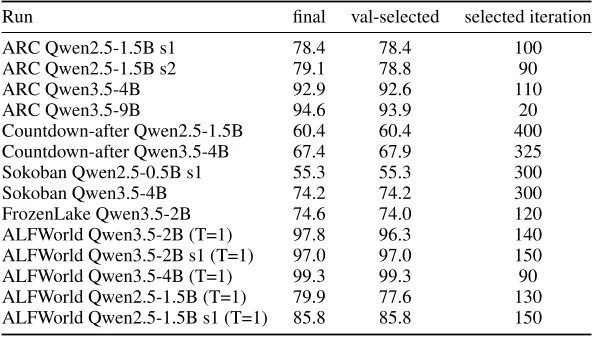 Run final val-selected selected iteration
ARC Qwen2.5-1.5B s1 78.4 78.4 100
ARC Qwen2.5-1.5B s2 79.1 78.8 90
ARC Qwen3.5-4B 92.9 92.6 110
ARC Qwen3.5-9B 94.6 93.9 20
Countdown-after Qwen2.5-1.5B 60.4 60.4 400
Countdown-after Qwen3.5-4B 67.4 67.9 325
Sokoban Qwen2.5-0.5B s1 55.3 55.3 300
Sokoban Qwen3.5-4B 74.2 74.2 300
FrozenLake Qwen3.5-2B 74.6 74.0 120
ALFWorld Qwen3.5-2B (T=1) 97.8 96.3 140
ALFWorld Qwen3.5-2B s1 (T=1) 97.0 97.0 150
ALFWorld Qwen3.5-4B (T=1) 99.3 99.3 90
ALFWorld Qwen2.5-1.5B (T=1) 79.9 77.6 130
ALFWorld Qwen2.5-1.5B s1 (T=1) 85.8 85.8 150